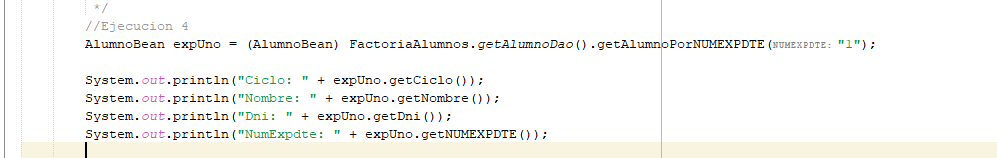 */
//Ejecucion 4
AlumnoBean expUno = (AlumnoBean) FactoriaAlumnos.getAlumnoDao().getAlumnoPorNUMEXPDTE(NUMEXPDTE: "1");
System.out.println("Ciclo: " + expUno.getCiclo());
System.out.println("Nombre: " + expUno.getNombre());
System.out.println("Dni: " + expUno.getDni());
System.out.println("NumExpdte: " + expUno.getNUMEXPDTE());